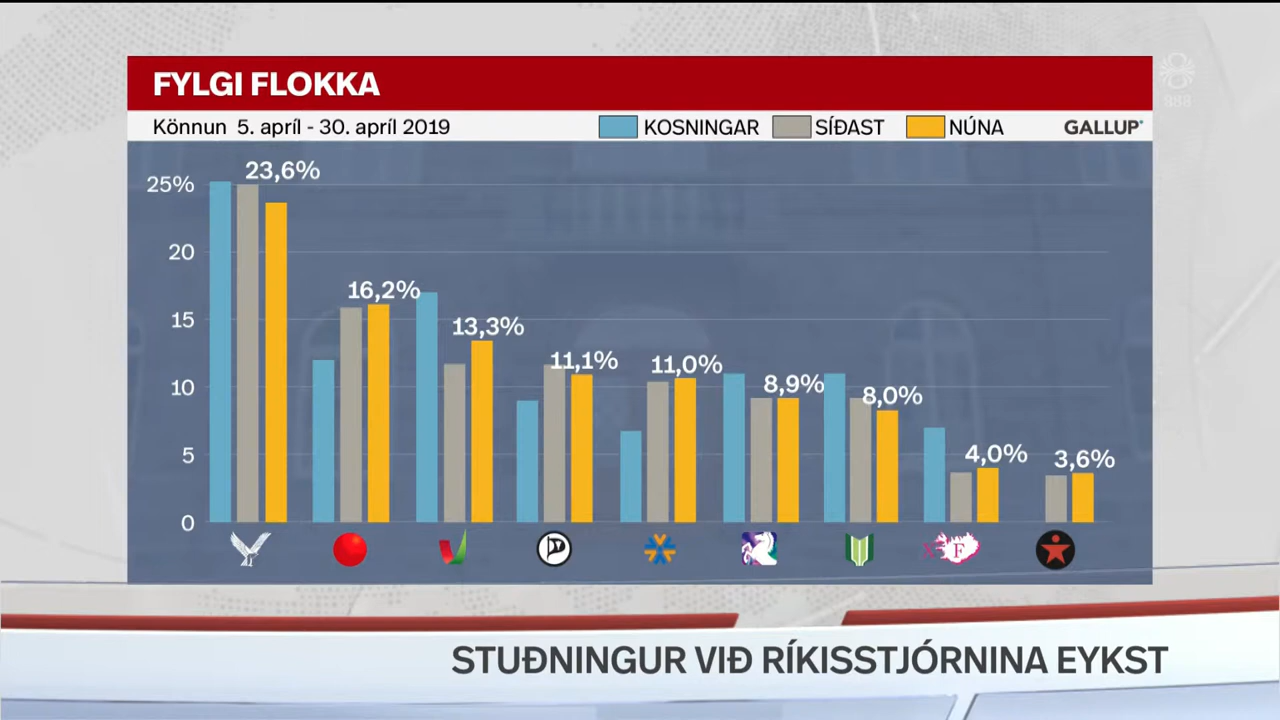 FYLGI FLOKKA
888
Könnun 5. apríl - 30. apríl 2019
KOSNINGAR
SÍÐAST
NÚNA
GALLUP
25%
20
15
10
5
0
23,6%
16,2%
13,3%
11,1%
11,0%
8,9%
8,0%
4,0%
3,6%
P
X F
STUÐNINGUR VIÐ RÍKISSTJÓRNINA EYKST